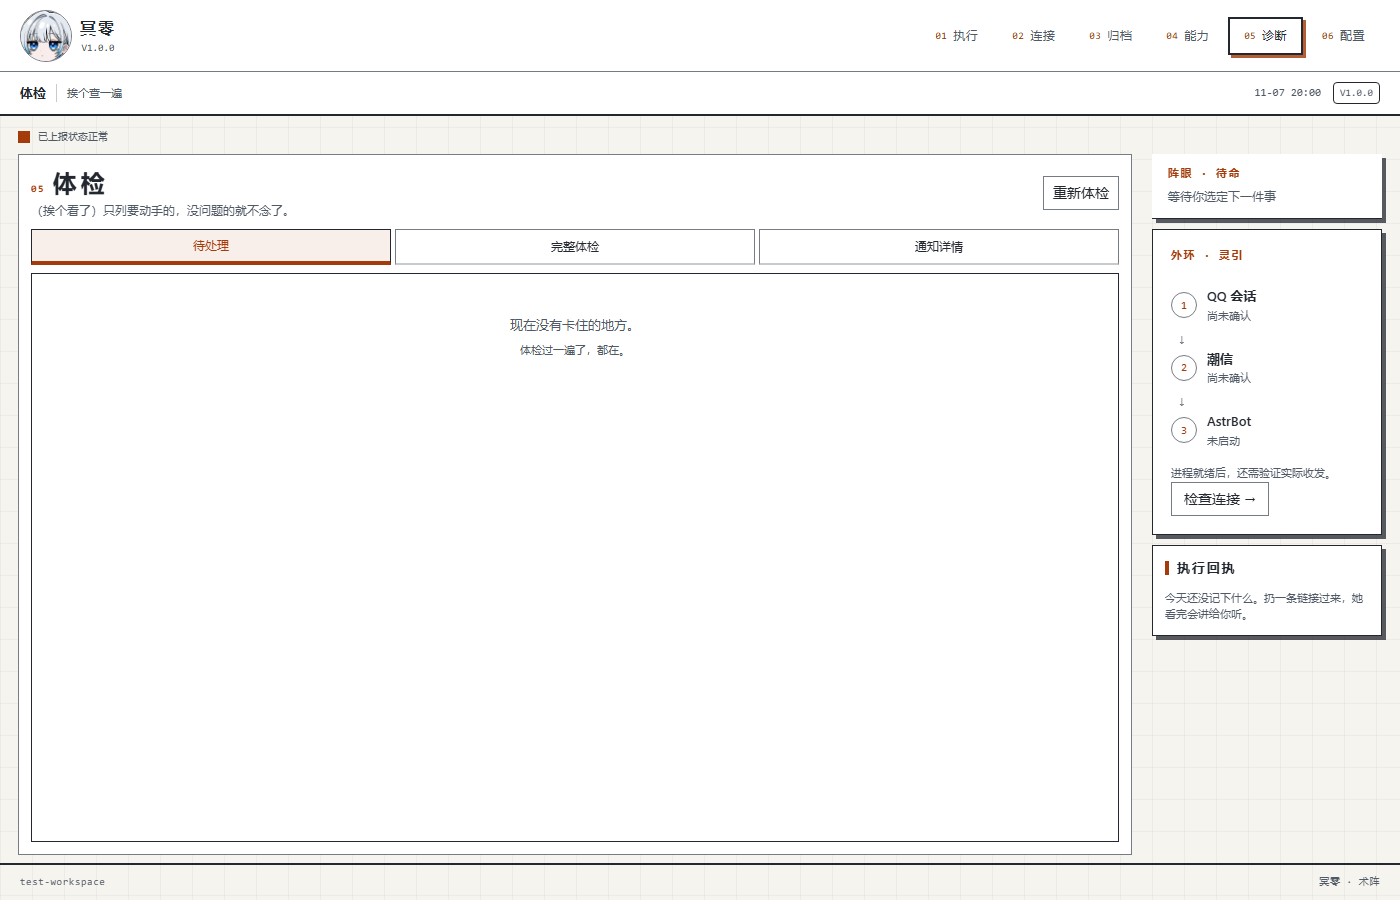 冥零
V1.0.0
01 执行
02 连接
03 归档
04 能力
05 诊断
06 配置
体检
挨个查一遍
11-07 20:00
V1.0.0
已上报状态正常
05 体检
（挨个看了）只列要动手的，没问题的就不念了。
重新体检
待处理
完整体检
通知详情
现在没有卡住的地方。
体检过一遍了，都在。
阵眼 · 待命
等待你选定下一件事
外环 · 灵引
1
QQ 会话
尚未确认
↓
2
潮信
尚未确认
↓
3
AstrBot
未启动
进程就绪后，还需验证实际收发。
检查连接 →
执行回执
今天还没记下什么。扔一条链接过来，她
看完会讲给你听。
test-workspace
冥零 · 术阵